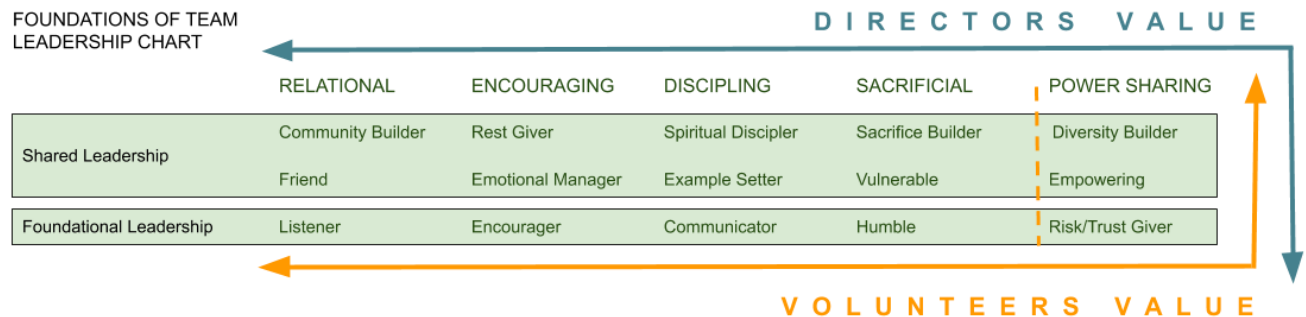 FOUNDATIONS OF TEAM
LEADERSHIP CHART
DIRECTORS VALUE
RELATIONAL ENCOURAGING DISCIPLING SACRIFICIAL POWER SHARING
Shared Leadership
Community Builder Rest Giver Spiritual Discipler Sacrifice Builder Diversity Builder
Friend Emotional Manager Example Setter Vulnerable Empowering
Foundational Leadership Listener Encourager Communicator Humble Risk/Trust Giver
VOLUNTEERS VALUE